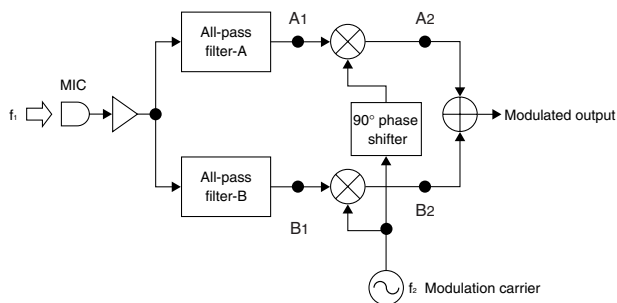 A1
A2
All-pass
filter-A
MIC
f₁
90° phase
shifter
Modulated output
All-pass
filter-B
B1
B2
f₂ Modulation carrier